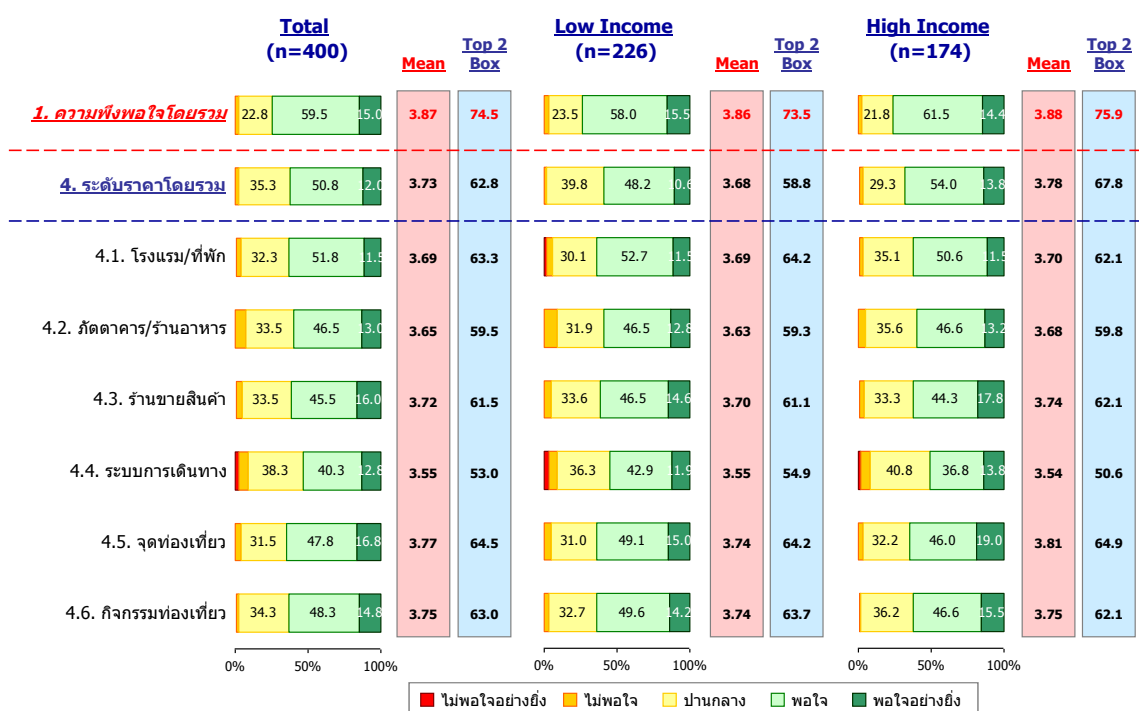 Total Low Income High Income
(n=400) Mean Top 2 Box (n=226) Mean Top 2 Box (n=174) Mean Top 2 Box
1. ความพึงพอใจโดยรวม 22.8 59.5 15.0 3.87 74.5 23.5 58.0 15.5 3.86 73.5 21.8 61.5 14.4 3.88 75.9
4. ระดับราคาโดยรวม 35.3 50.8 12.0 3.73 62.8 39.8 48.2 10.6 3.68 58.8 29.3 54.0 13.8 3.78 67.8
4.1. โรงแรม/ที่พัก 32.3 51.8 11.5 3.69 63.3 30.1 52.7 11.5 3.69 64.2 35.1 50.6 11.5 3.70 62.1
4.2. ภัตตาคาร/ร้านอาหาร 33.5 46.5 13.0 3.65 59.5 31.9 46.5 12.8 3.63 59.3 35.6 46.6 13.2 3.68 59.8
4.3. ร้านขายสินค้า 33.5 45.5 16.0 3.72 61.5 33.6 46.5 14.6 3.70 61.1 33.3 44.3 17.8 3.74 62.1
4.4. ระบบการเดินทาง 38.3 40.3 12.8 3.55 53.0 36.3 42.9 11.9 3.55 54.9 40.8 36.8 13.8 3.54 50.6
4.5. จุดท่องเที่ยว 31.5 47.8 16.8 3.77 64.5 31.0 49.1 15.0 3.74 64.2 32.2 46.0 19.0 3.81 64.9
4.6. กิจกรรมท่องเที่ยว 34.3 48.3 14.8 3.75 63.0 32.7 49.6 14.2 3.74 63.7 36.2 46.6 15.5 3.75 62.1
0% 50% 100% 0% 50% 100% 0% 50% 100%
ไม่พอใจอย่างยิ่ง ไม่พอใจ ปานกลาง พอใจ พอใจอย่างยิ่ง